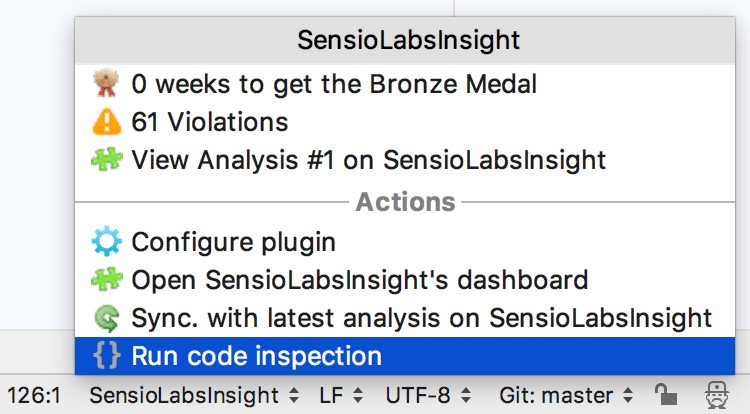 SensioLabsInsight
0 weeks to get the Bronze Medal
61 Violations
View Analysis #1 on SensioLabsInsight
Actions
Configure plugin
Open SensioLabsInsight's dashboard
Sync. with latest analysis on SensioLabsInsight
{} Run code inspection
126:1 SensioLabsInsight LF UTF-8 Git: master